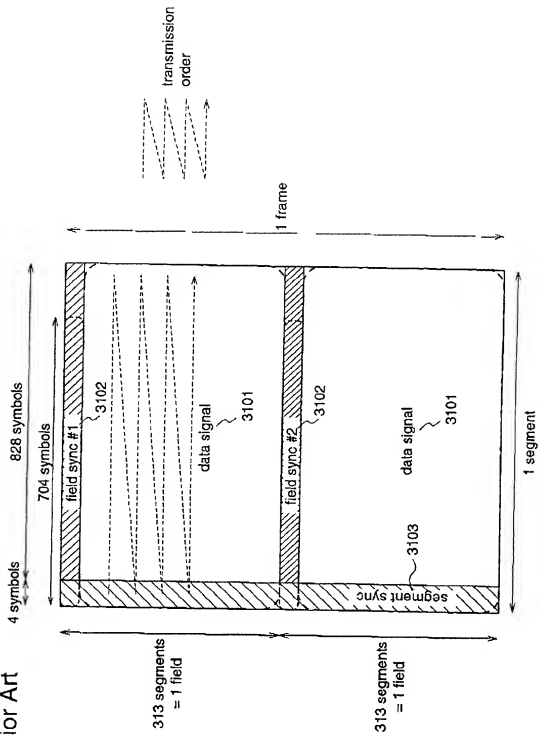 ior Art
4 symbols
828 symbols
704 symbols
field sync #1
3102
data signal
3101
field sync #2
3102
data signal
3101
3103
segment sync
313 segments
= 1 field
313 segments
= 1 field
1 segment
1 frame
transmission
order